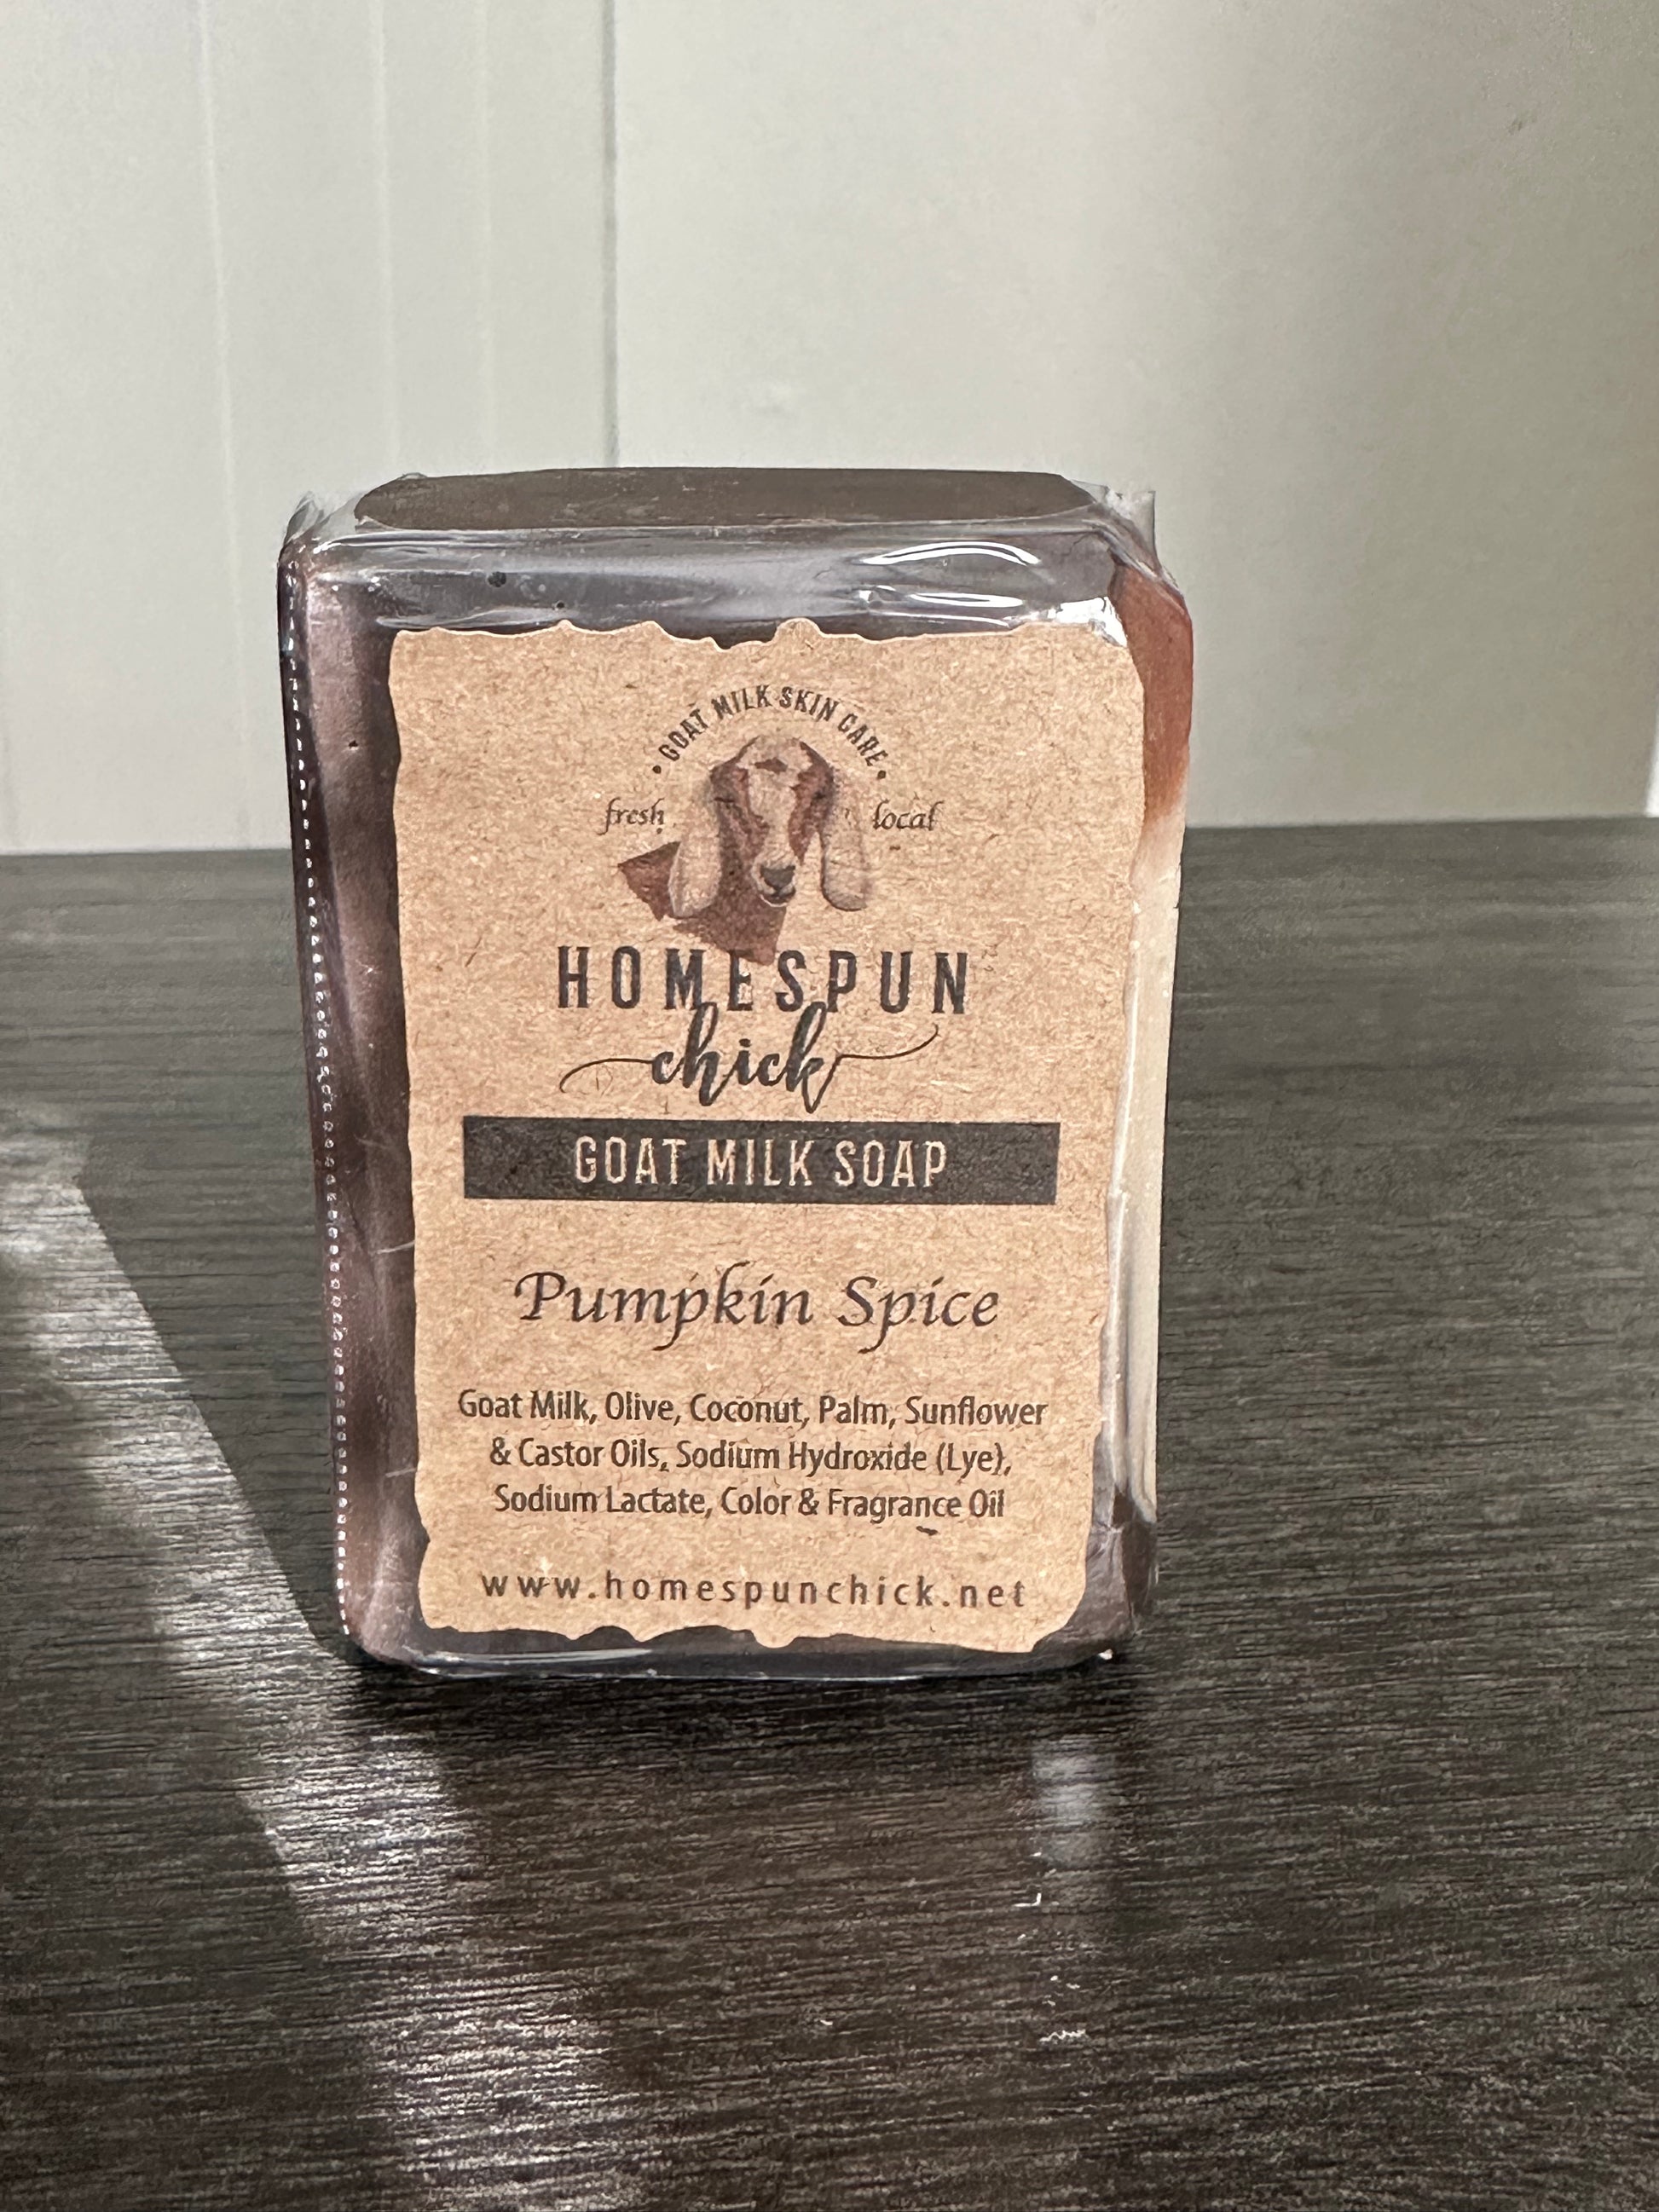 • GOAT MILK SKIN CARE •
fresh local
HOMESPUN
chick
GOAT MILK SOAP
Pumpkin Spice
Goat Milk, Olive, Coconut, Palm, Sunflower
& Castor Oils, Sodium Hydroxide (Lye),
Sodium Lactate, Color & Fragrance Oil
www.homespunchick.net